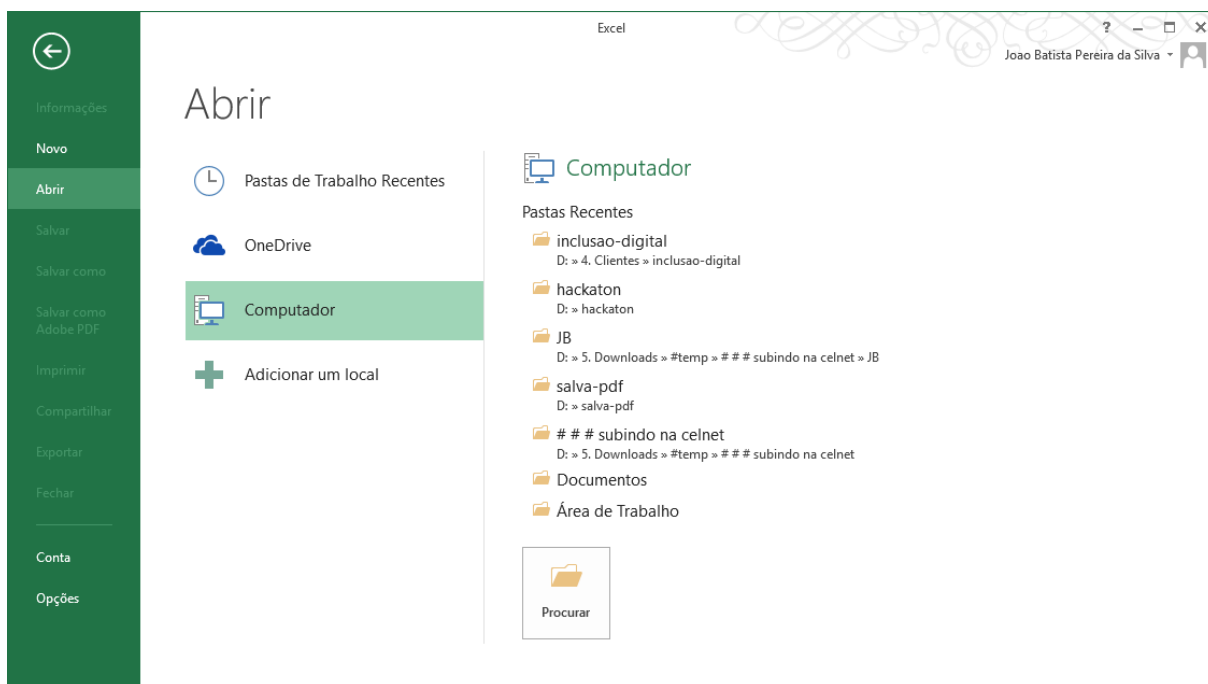 Excel
?
Joao Batista Pereira da Silva
Informações
Novo
Abrir
Salvar
Salvar como
Salvar como
Adobe PDF
Imprimir
Compartilhar
Exportar
Fechar
Conta
Opções
Abrir
Pastas de Trabalho Recentes
OneDrive
Computador
Adicionar um local
Computador
Pastas Recentes
inclusao-digital
D: » 4. Clientes » inclusao-digital
hackaton
D: » hackaton
JB
D: » 5. Downloads » #temp » # # # subindo na celnet » JB
salva-pdf
D: » salva-pdf
# # # subindo na celnet
D: » 5. Downloads » #temp » # # # subindo na celnet
Documentos
Área de Trabalho
Procurar